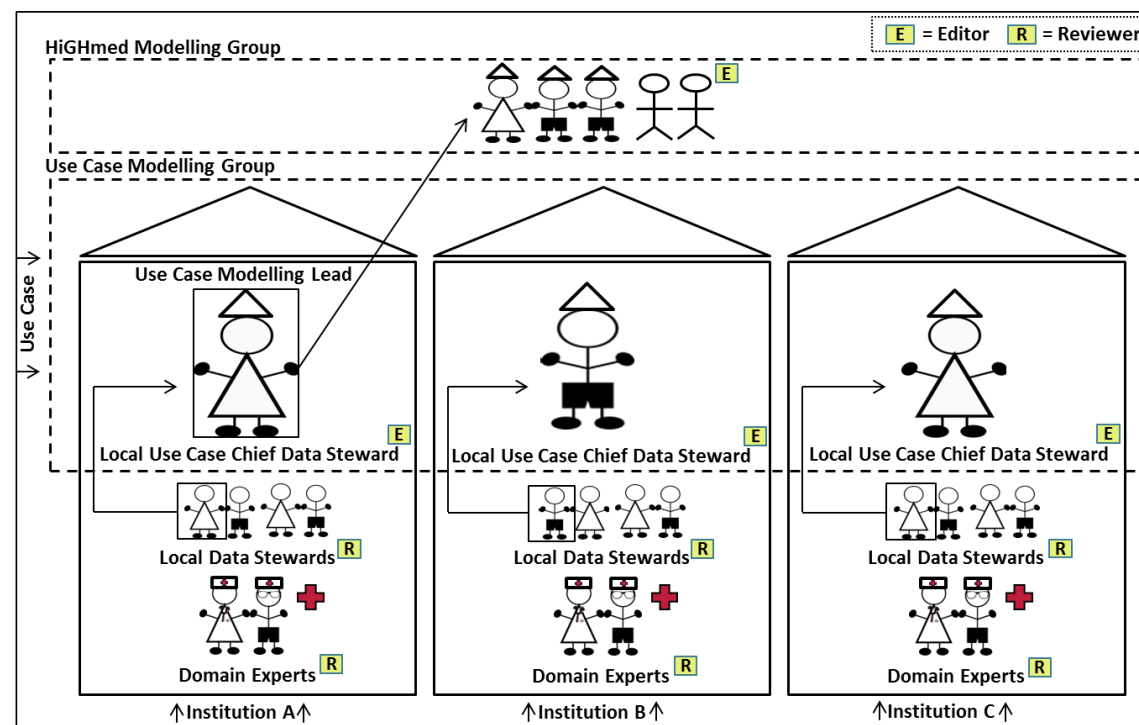 E = Editor R = Reviewer
HiGHmed Modelling Group
E
Use Case Modelling Group
Use Case
Use Case Modelling Lead
E E E
Local Use Case Chief Data Steward Local Use Case Chief Data Steward Local Use Case Chief Data Steward
Local Data Stewards R Local Data Stewards R Local Data Stewards R
Domain Experts R Domain Experts R Domain Experts R
↑Institution A↑ ↑Institution B↑ ↑Institution C↑